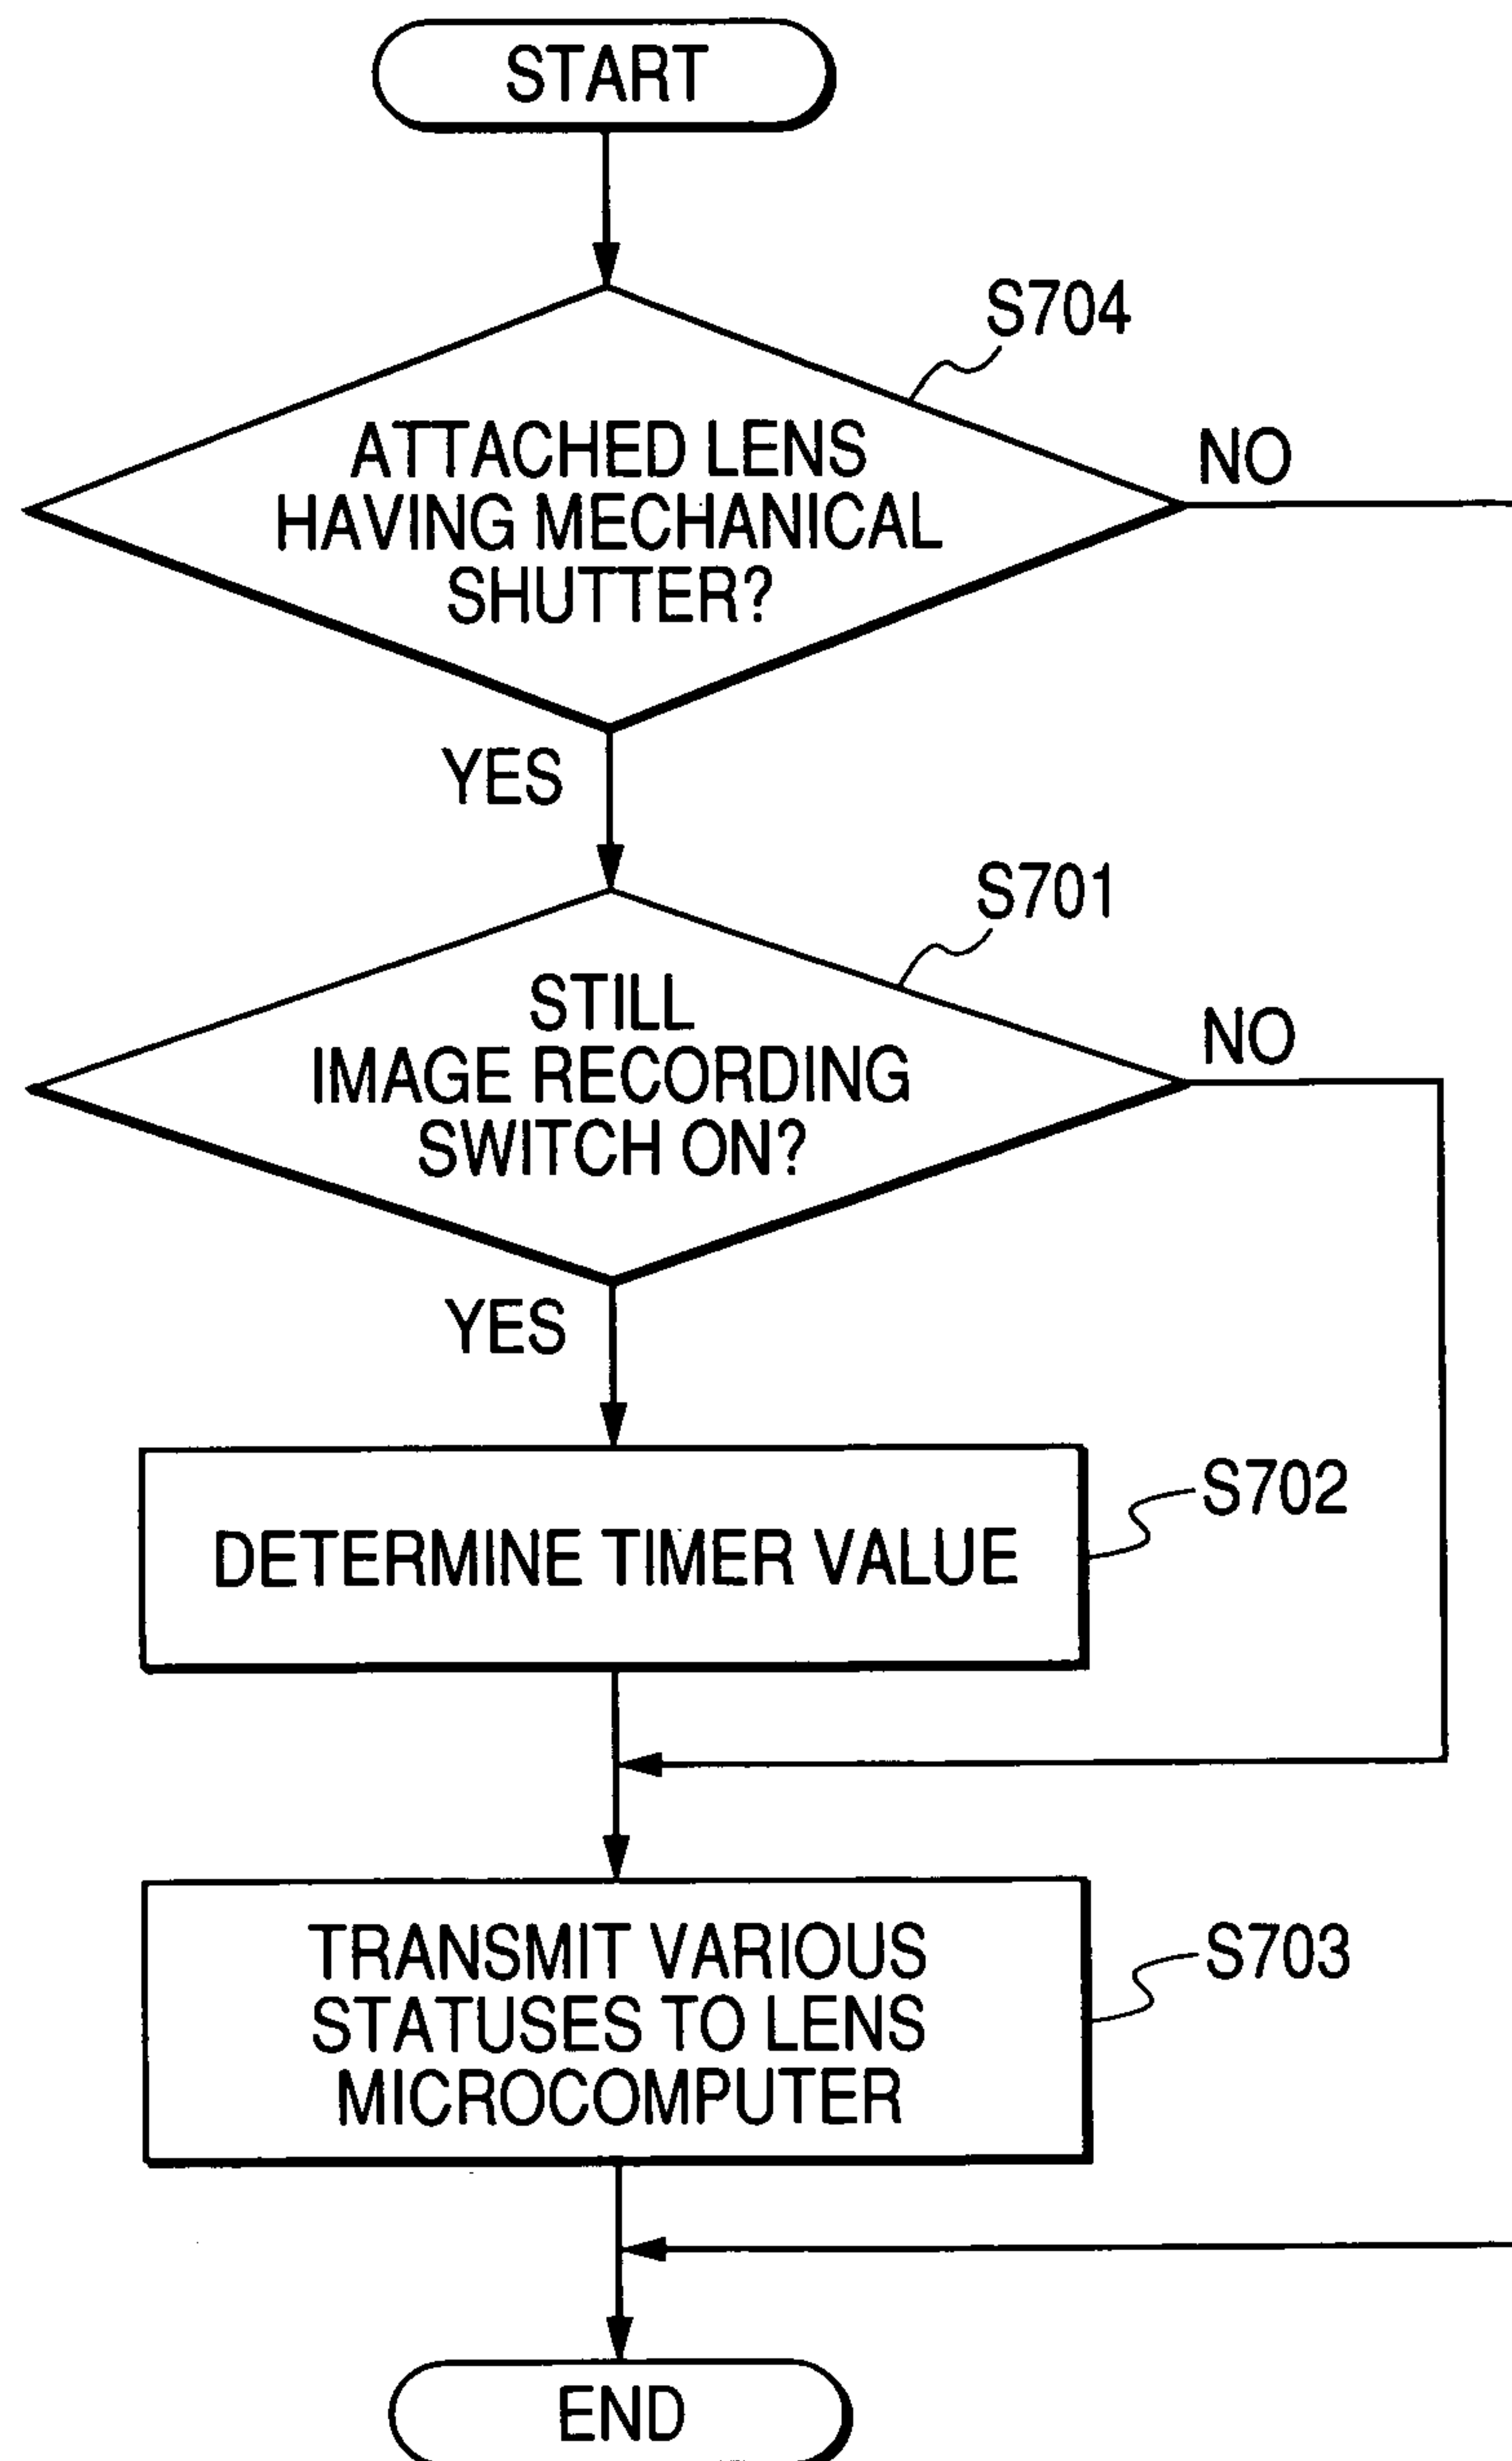 START
S704
ATTACHED LENS
HAVING MECHANICAL
SHUTTER?
NO
YES
S701
STILL
IMAGE RECORDING
SWITCH ON?
NO
YES
S702
DETERMINE TIMER VALUE
S703
TRANSMIT VARIOUS
STATUSES TO LENS
MICROCOMPUTER
END